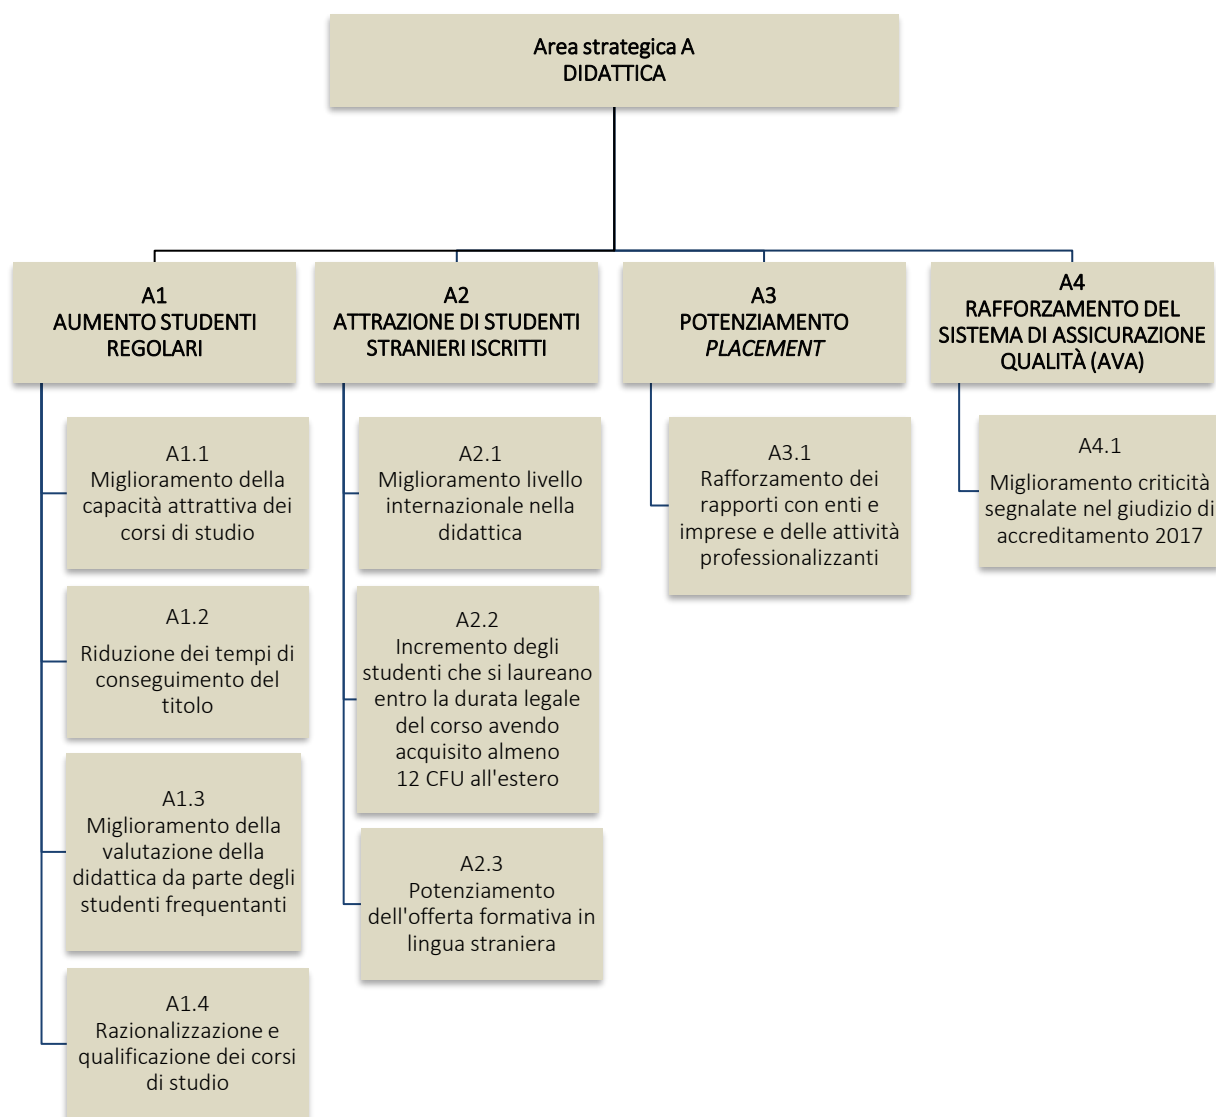 Area strategica A
DIDATTICA
A1
AUMENTO STUDENTI
REGOLARI
A2
ATTRAZIONE DI STUDENTI
STRANIERI ISCRITTI
A3
POTENZIAMENTO
PLACEMENT
A4
RAFFORZAMENTO DEL
SISTEMA DI ASSICURAZIONE
QUALITÀ (AVA)
A1.1
Miglioramento della
capacità attrattiva dei
corsi di studio
A1.2
Riduzione dei tempi di
conseguimento del
titolo
A1.3
Miglioramento della
valutazione della
didattica da parte degli
studenti frequentanti
A1.4
Razionalizzazione e
qualificazione dei corsi
di studio
A2.1
Miglioramento livello
internazionale nella
didattica
A2.2
Incremento degli
studenti che si laureano
entro la durata legale
del corso avendo
acquisito almeno
12 CFU all'estero
A2.3
Potenziamento
dell'offerta formativa in
lingua straniera
A3.1
Rafforzamento dei
rapporti con enti e
imprese e delle attività
professionalizzanti
A4.1
Miglioramento criticità
segnalate nel giudizio di
accreditamento 2017